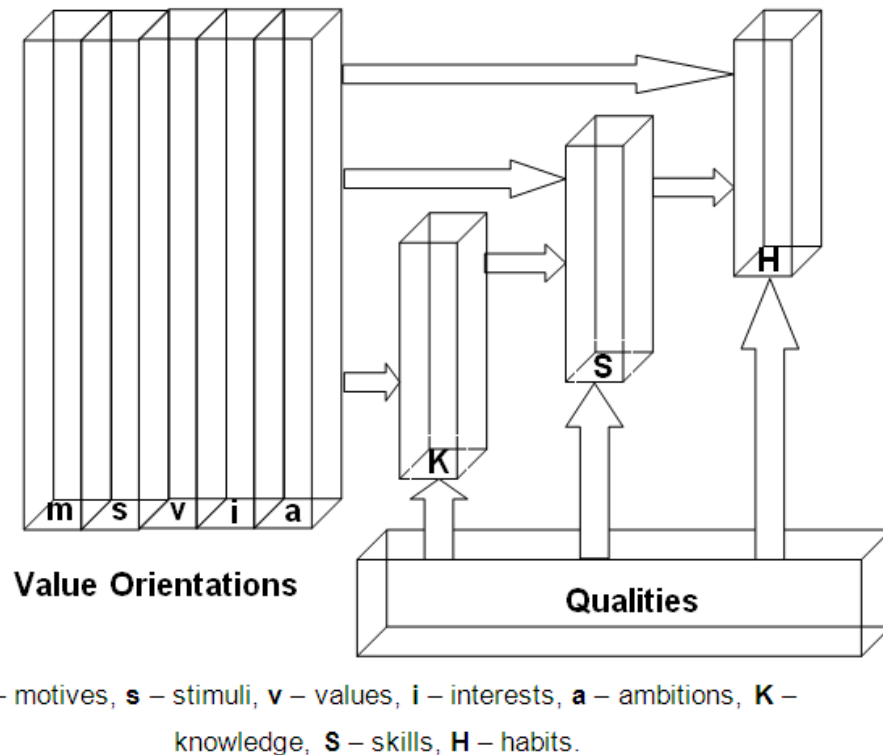 H
S
K
m s v i a
Value Orientations
Qualities
– motives, s – stimuli, v – values, i – interests, a – ambitions, K –
knowledge, S – skills, H – habits.